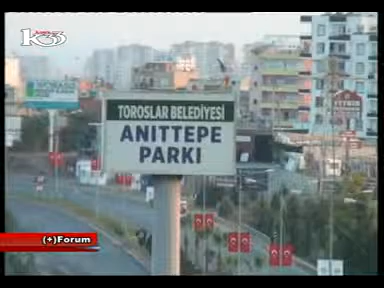 K33
TOROSLAR BELEDİYESİ
ANITTEPE
PARKI
(+)Forum